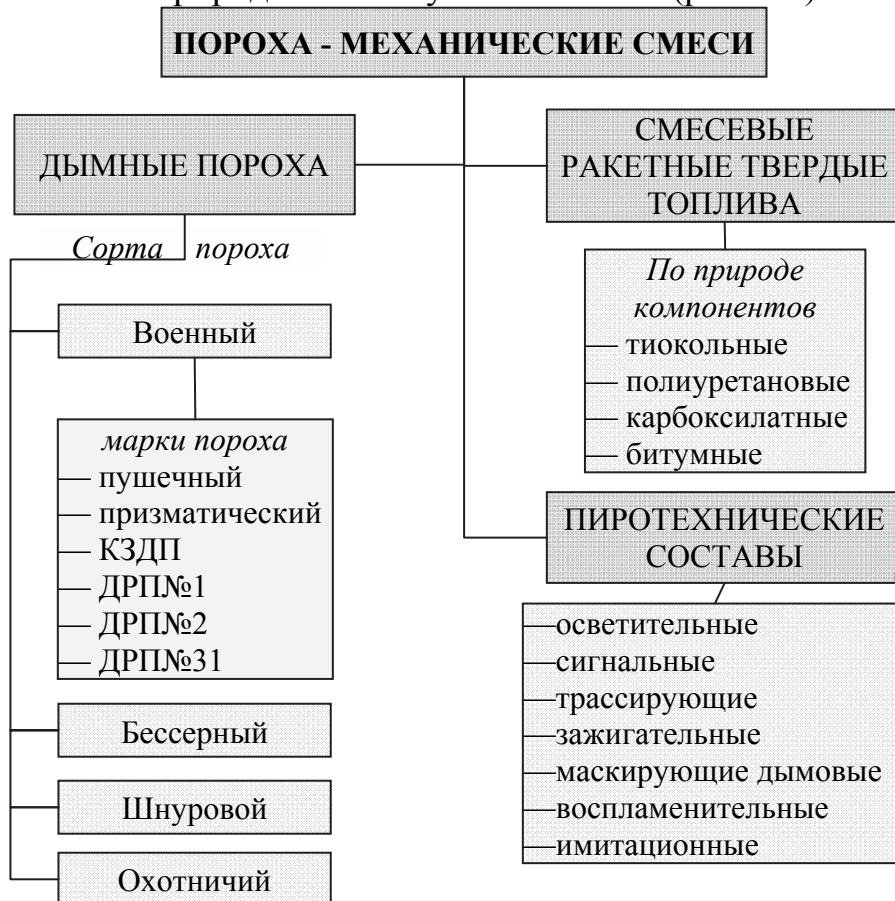 ПОРОХА - МЕХАНИЧЕСКИЕ СМЕСИ
ДЫМНЫЕ ПОРОХА
Сорта пороха
Военный
марки пороха
— пушечный
— призматический
— КЗДП
— ДРП№1
— ДРП№2
— ДРП№31
Бессерный
Шнуровой
Охотничий
СМЕСЕВЫЕ
РАКЕТНЫЕ ТВЕРДЫЕ
ТОПЛИВА
По природе
компонентов
— тиокольные
— полиуретановые
— карбоксилатные
— битумные
ПИРОТЕХНИЧЕСКИЕ
СОСТАВЫ
—осветительные
—сигнальные
—трассирующие
—зажигательные
—маскирующие дымовые
—воспламенительные
—имитационные